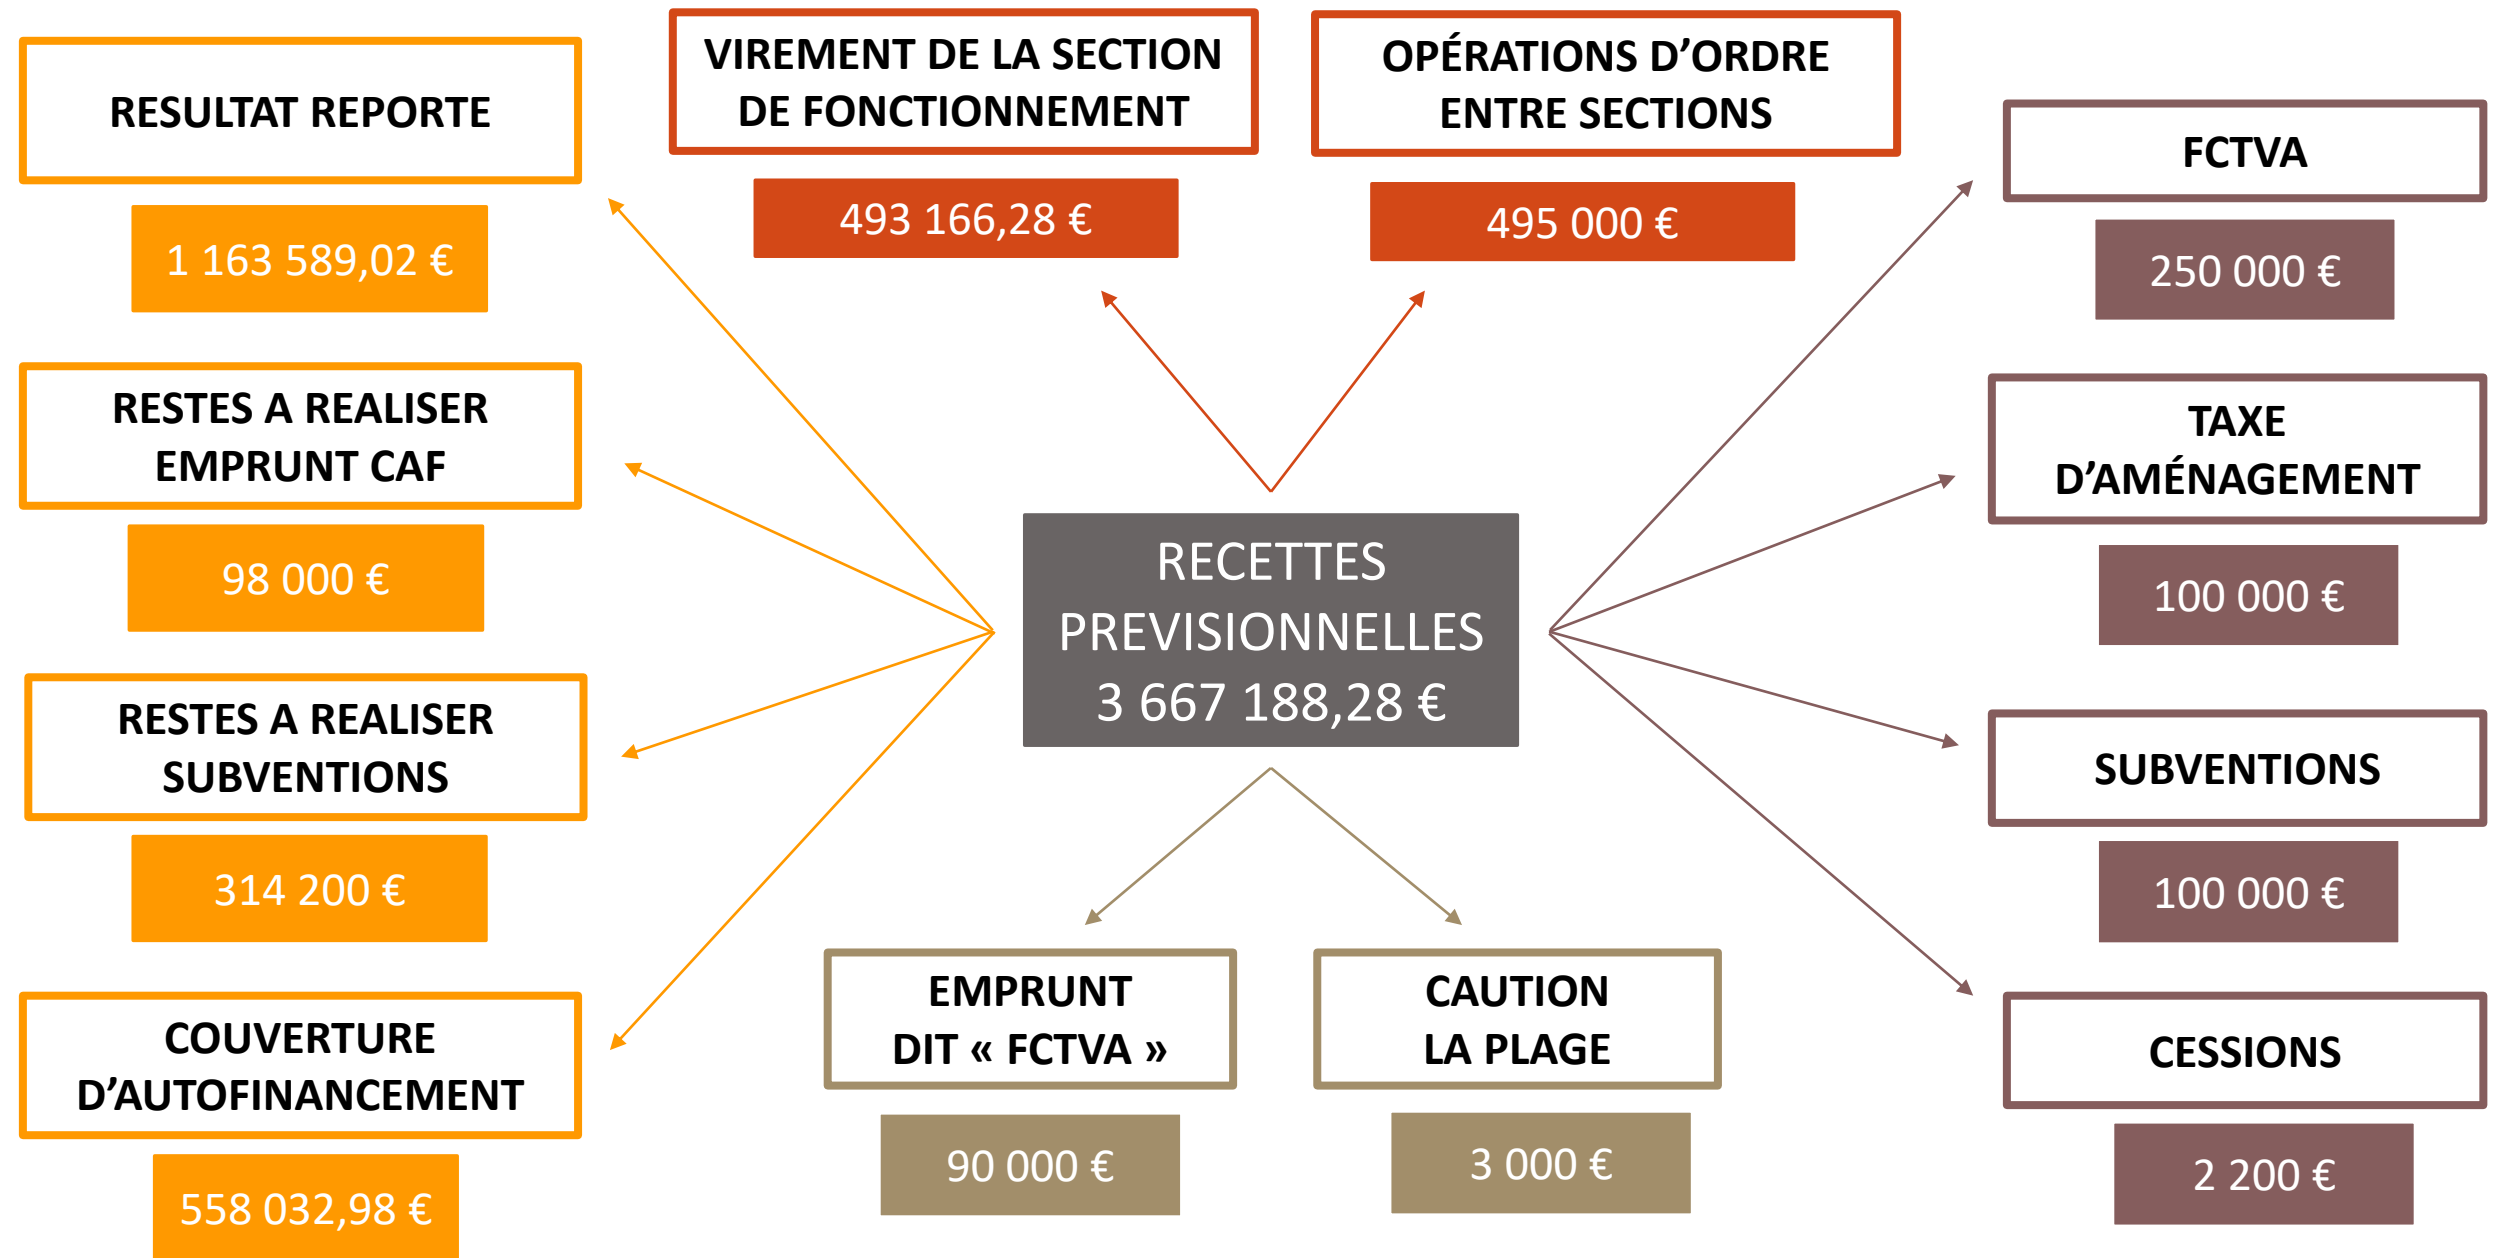 RESULTAT REPORTE
1 163 589,02 €
RESTES A REALISER
EMPRUNT CAF
98 000 €
RESTES A REALISER
SUBVENTIONS
314 200 €
COUVERTURE
D’AUTOFINANCEMENT
558 032,98 €
VIREMENT DE LA SECTION
DE FONCTIONNEMENT
493 166,28 €
OPÉRATIONS D’ORDRE
ENTRE SECTIONS
495 000 €
RECETTES
PREVISIONNELLES
3 667 188,28 €
EMPRUNT
DIT « FCTVA »
90 000 €
CAUTION
LA PLAGE
3 000 €
FCTVA
250 000 €
TAXE
D’AMÉNAGEMENT
100 000 €
SUBVENTIONS
100 000 €
CESSIONS
2 200 €